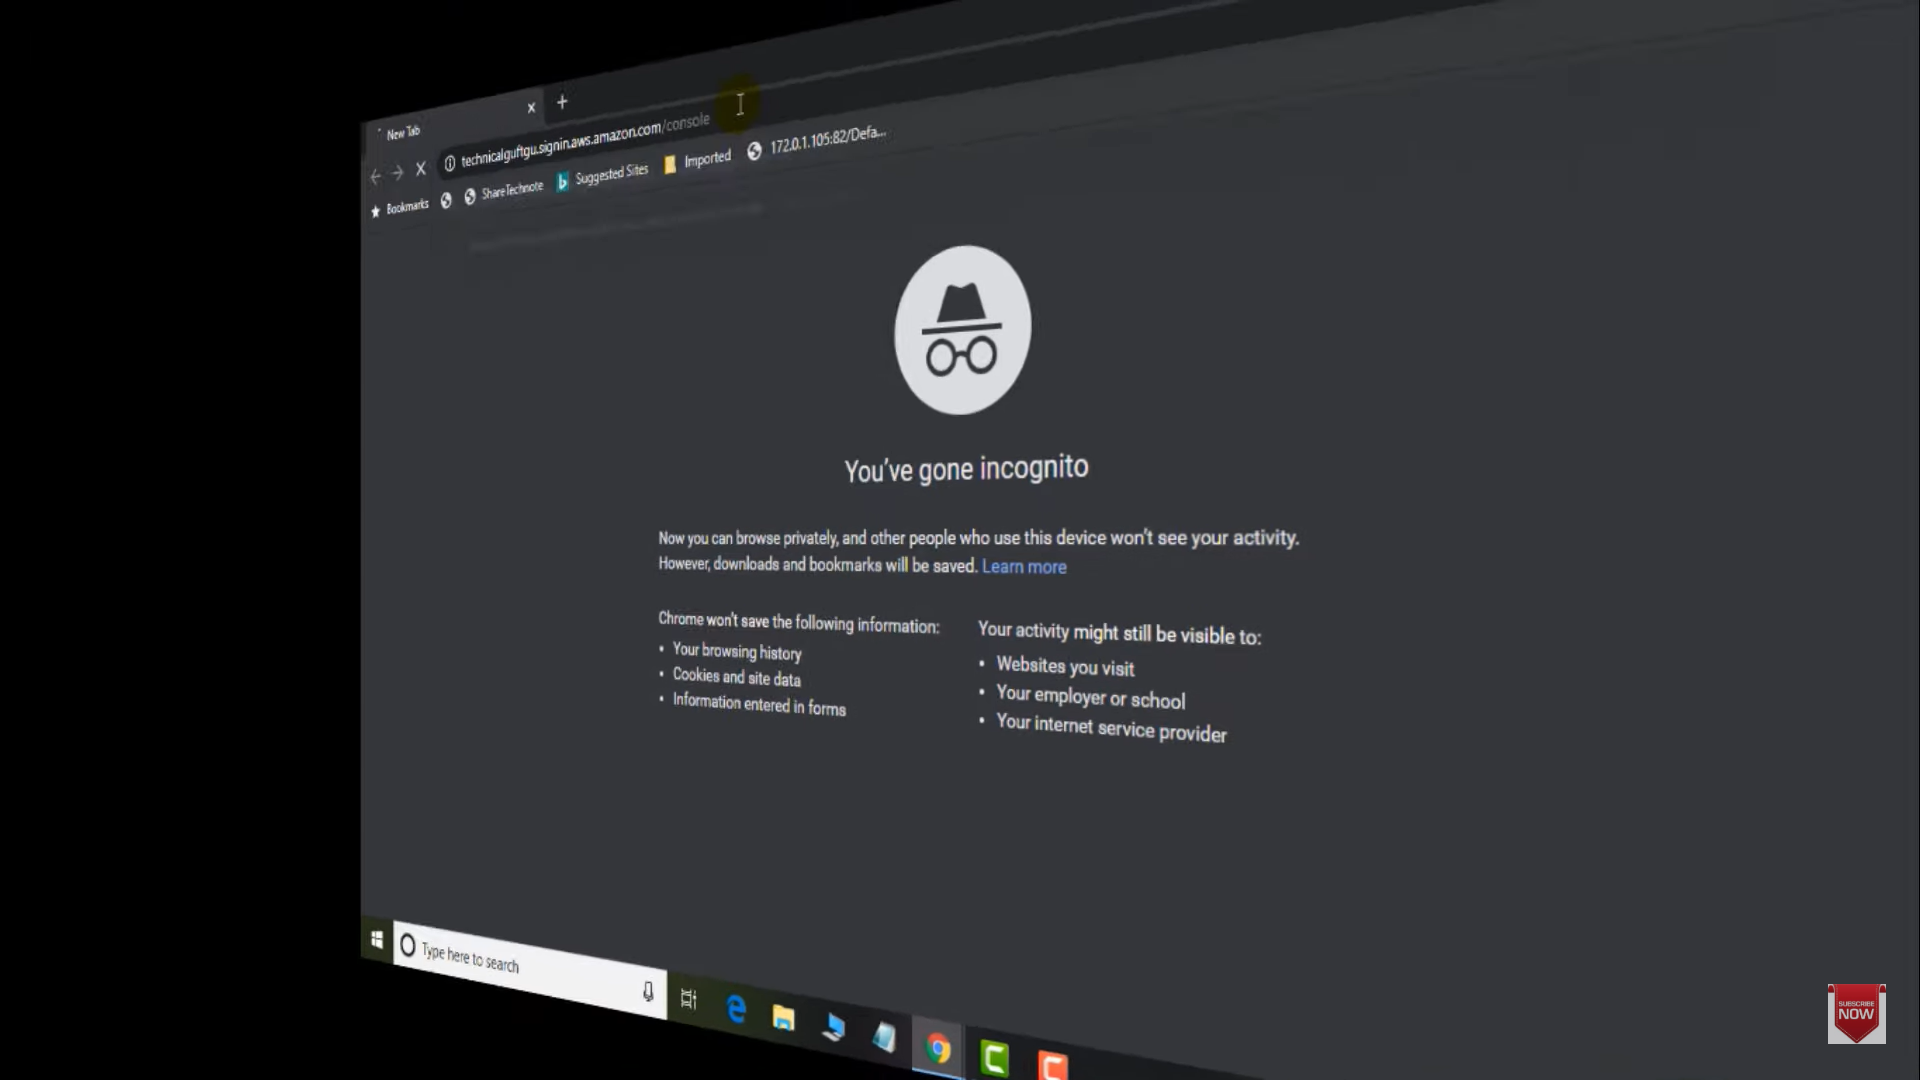 New Tab
technicalguftgu.signin.aws.amazon.com/console
Bookmarks
ShareTechnote
Suggested Sites
Imported
172.0.1.105:82/Defa...
You've gone incognito
Now you can browse privately, and other people who use this device won't see your activity.
However, downloads and bookmarks will be saved. Learn more
Chrome won't save the following information:
• Your browsing history
• Cookies and site data
• Information entered in forms
Your activity might still be visible to:
• Websites you visit
• Your employer or school
• Your internet service provider
Type here to search
SUBSCRIBE
NOW